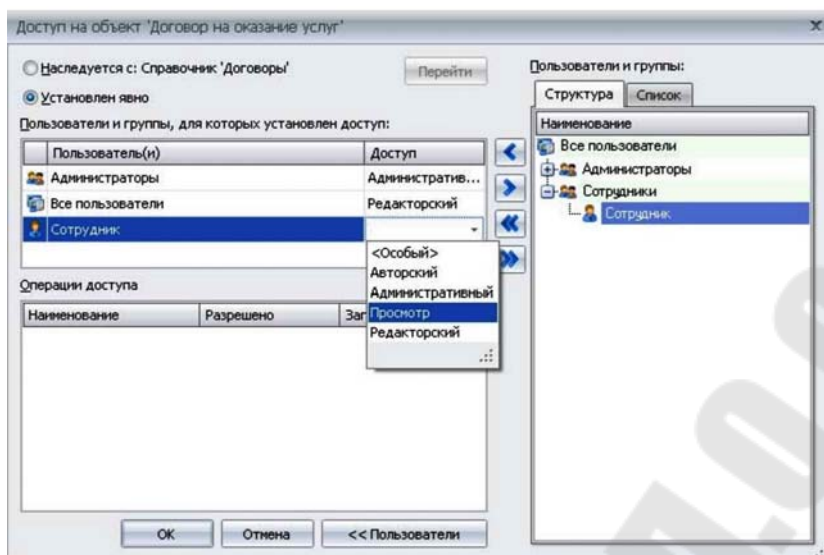 Доступ на объект 'Договор на оказание услуг'
Наследуется с: Справочник 'Договоры'
Перейти
Установлен явно
Пользователи и группы, для которых установлен доступ:
Пользователь(и) Доступ
Администраторы Административ...
Все пользователи Редакторский
Сотрудник
<Особый>
Авторский
Административный
Просмотр
Редакторский
Операции доступа
Наименование Разрешено Зап
ОК Отмена << Пользователи
Пользователи и группы:
Структура Список
Наименование
Все пользователи
Администраторы
Сотрудники
Сотрудник